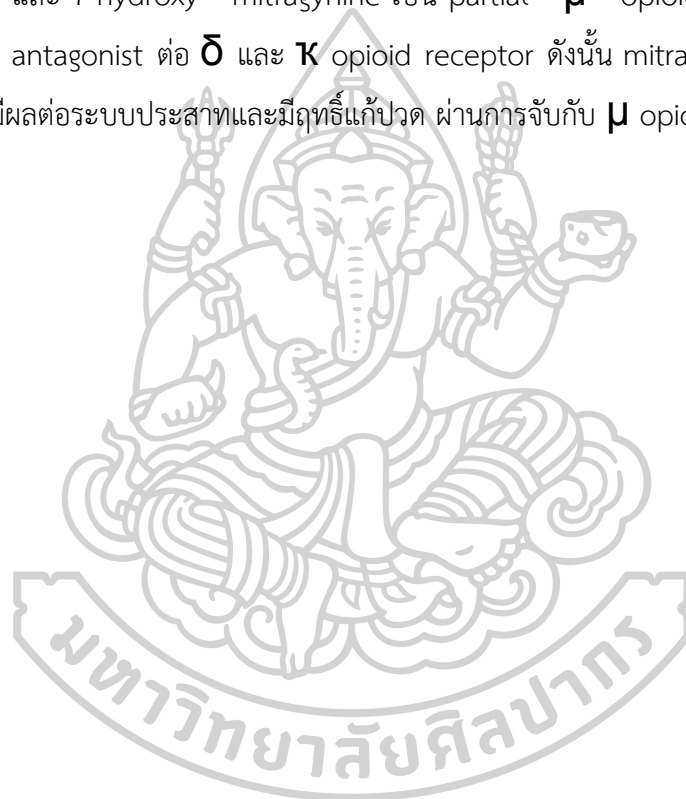 และ 7-hydroxy - mitragynine เป็น partial - μ - opioid
antagonist ต่อ δ และ κ opioid receptor ดังนั้น mitra
มีผลต่อระบบประสาทและมีฤทธิ์แก้ปวด ผ่านการจับกับ μ opio
มหาวิทยาลัยศิลปากร